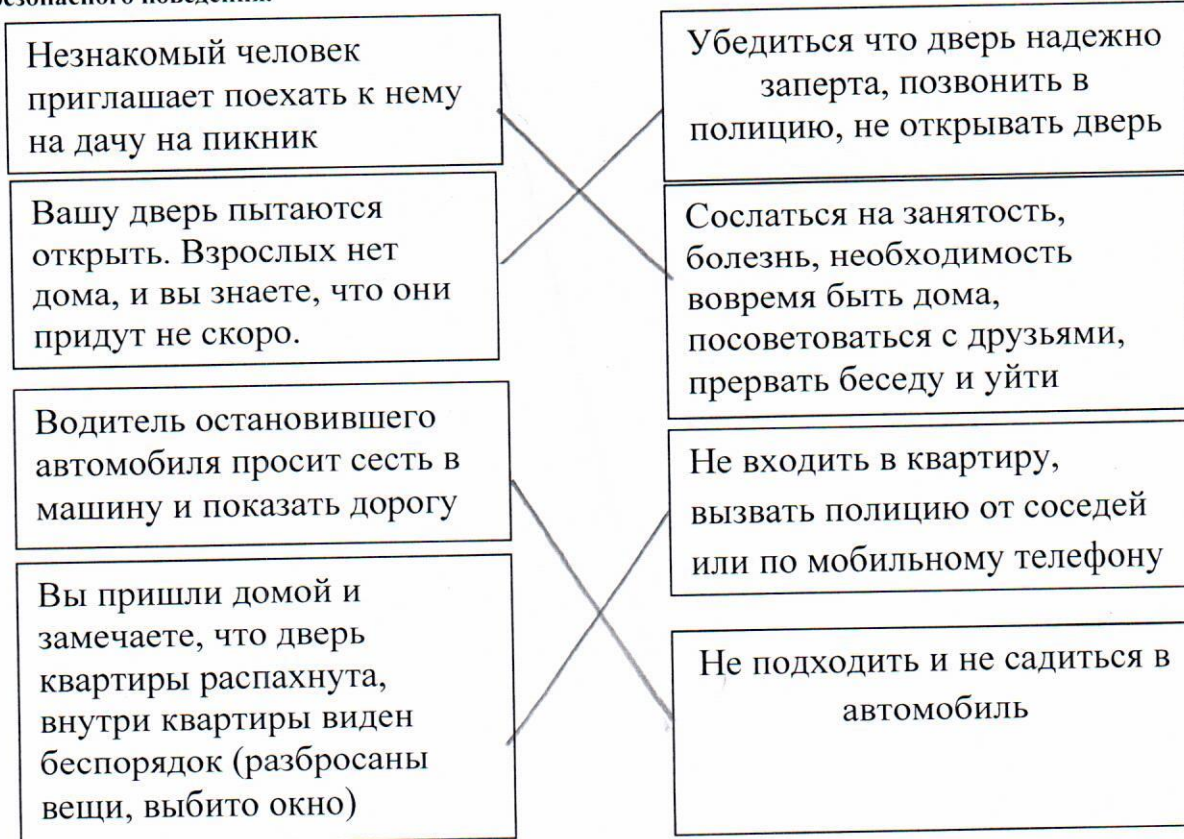 безопасного поведения.
Незнакомый человек
приглашает поехать к нему
на дачу на пикник
Вашу дверь пытаются
открыть. Взрослых нет
дома, и вы знаете, что они
придут не скоро.
Водитель остановившего
автомобиля просит сесть в
машину и показать дорогу
Вы пришли домой и
замечаете, что дверь
квартиры распахнута,
внутри квартиры виден
беспорядок (разбросаны
вещи, выбито окно)
Убедиться что дверь надежно
заперта, позвонить в
полицию, не открывать дверь
Сослаться на занятость,
болезнь, необходимость
вовремя быть дома,
посоветоваться с друзьями,
прервать беседу и уйти
Не входить в квартиру,
вызвать полицию от соседей
или по мобильному телефону
Не подходить и не садиться в
автомобиль